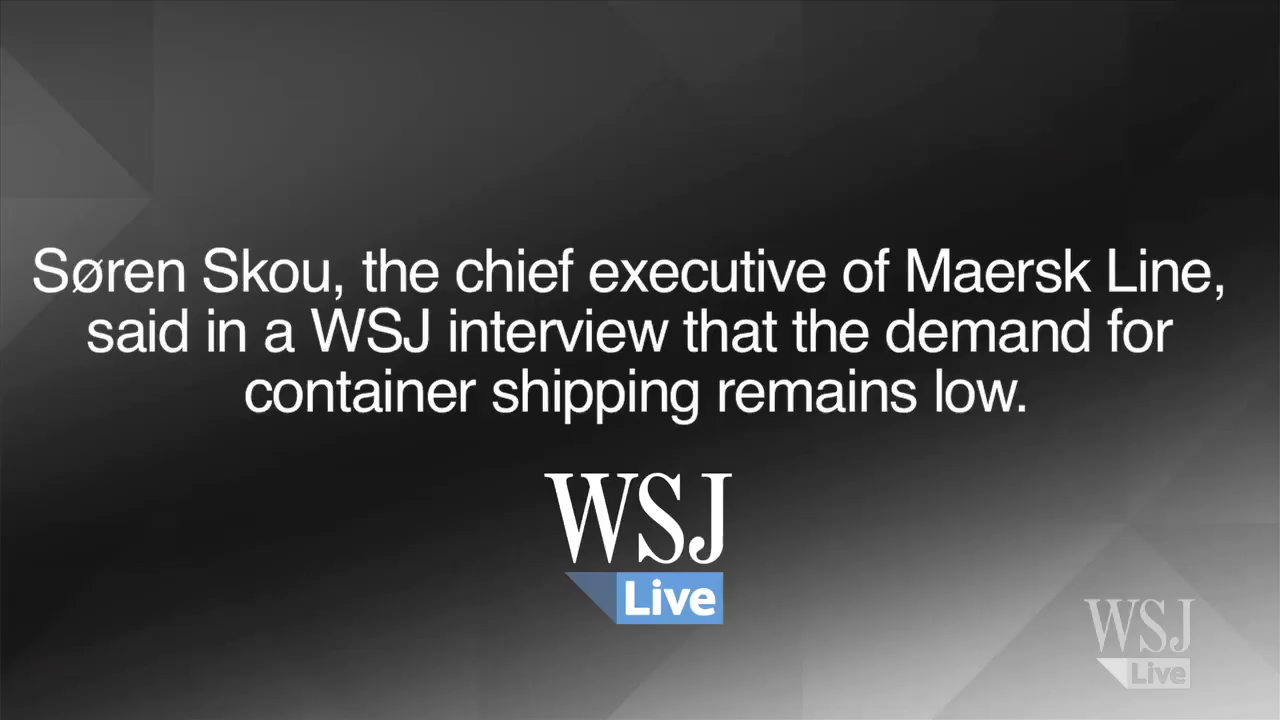 Søren Skou, the chief executive of Maersk Line,
said in a WSJ interview that the demand for
container shipping remains low.
WSJ
Live
WSJ
Live